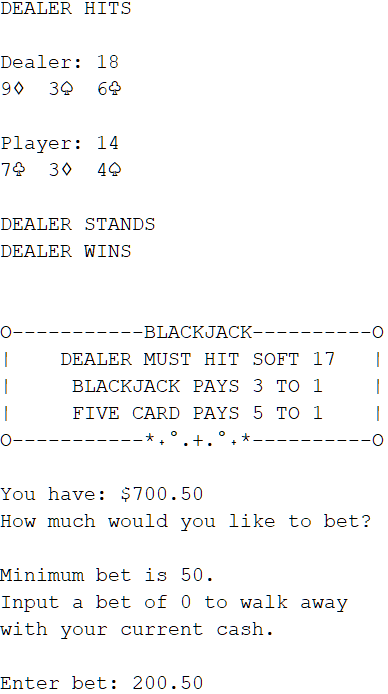 DEALER HITS
Dealer: 18
9◊ 3♤ 6♧
Player: 14
7♧ 3◊ 4♤
DEALER STANDS
DEALER WINS
O-----------BLACKJACK----------O
|    DEALER MUST HIT SOFT 17   |
|     BLACKJACK PAYS 3 TO 1    |
|     FIVE CARD PAYS 5 TO 1    |
O-----------*˖°.+.°˖*----------O
You have: $700.50
How much would you like to bet?
Minimum bet is 50.
Input a bet of 0 to walk away
with your current cash.
Enter bet: 200.50